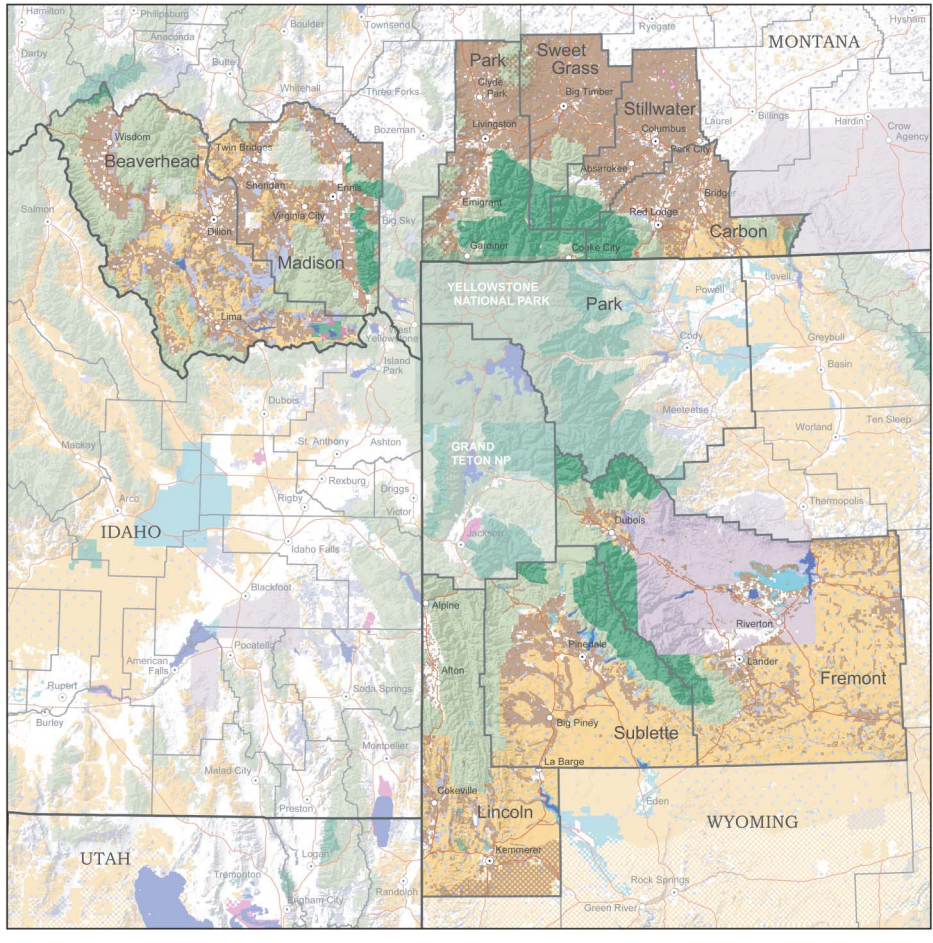 Hamilton
Philipsburg
Boulder
Townsend
Ryegate
Hysham
Anaconda
MONTANA
Darby
Butte
Park
Sweet
Grass
Whitehall
Three Forks
Clyde
Park
Big Timber
Stillwater
Laurel
Billings
Hardin
Crow
Agency
Wisdom
Bozeman
Livingston
Columbus
Beaverhead
Twin Bridges
Park City
Absarokee
Sheridan
Ennis
Bridger
Salmon
Virginia City
Emigrant
Red Lodge
Dillon
Big Sky
Carbon
Madison
Gardiner
Cooke City
Lovell
YELLOWSTONE
NATIONAL PARK
Park
Powell
Lima
West
Yellowstone
Cody
Greybull
Island
Park
Basin
Dubois
Meeteetse
Ten Sleep
Mackay
St. Anthony
Ashton
Worland
GRAND
TETON NP
Rexburg
Arco
Rigby
Driggs
Victor
Thermopolis
IDAHO
Dubois
Idaho Falls
Jackson
Blackfoot
Alpine
Riverton
Pocatello
Pinedale
American
Falls
Afton
Lander
Fremont
Rupert
Soda Springs
Burley
Big Piney
Sublette
Montpelier
La Barge
Malad City
Cokeville
Eden
Preston
Lincoln
WYOMING
UTAH
Kemmerer
Logan
Tremonton
Rock Springs
Randolph
Brigham City
Green River